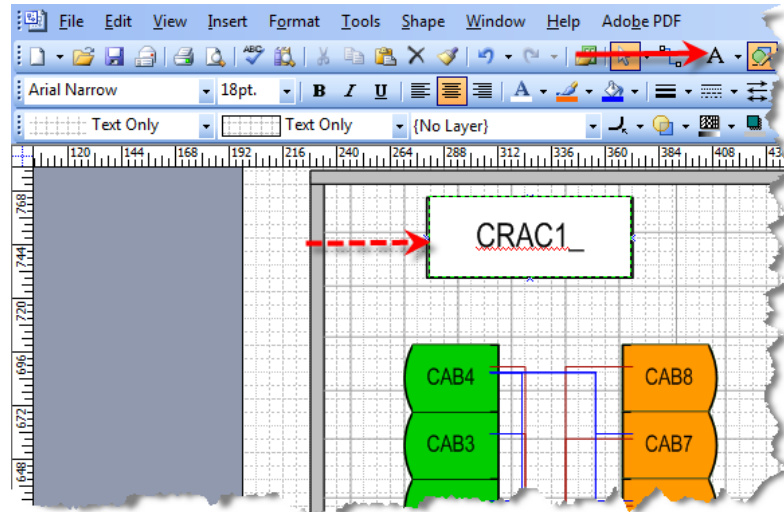 File Edit View Insert Format Tools Shape Window Help Adobe PDF
ABC A
Arial Narrow 18pt. B I U A
Text Only Text Only {No Layer}
120 144 168 192 216 240 264 288 312 336 360 384 408 43
768
744
720
696
672
648
CRAC1_
CAB4 CAB8
CAB3 CAB7